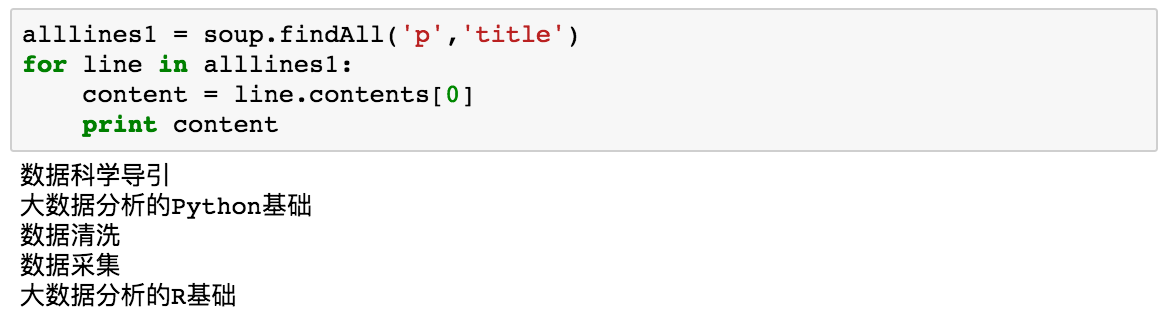 alllines1 = soup.findAll('p','title')
for line in alllines1:
    content = line.contents[0]
    print content
数据科学导引
大数据分析的Python基础
数据清洗
数据采集
大数据分析的R基础